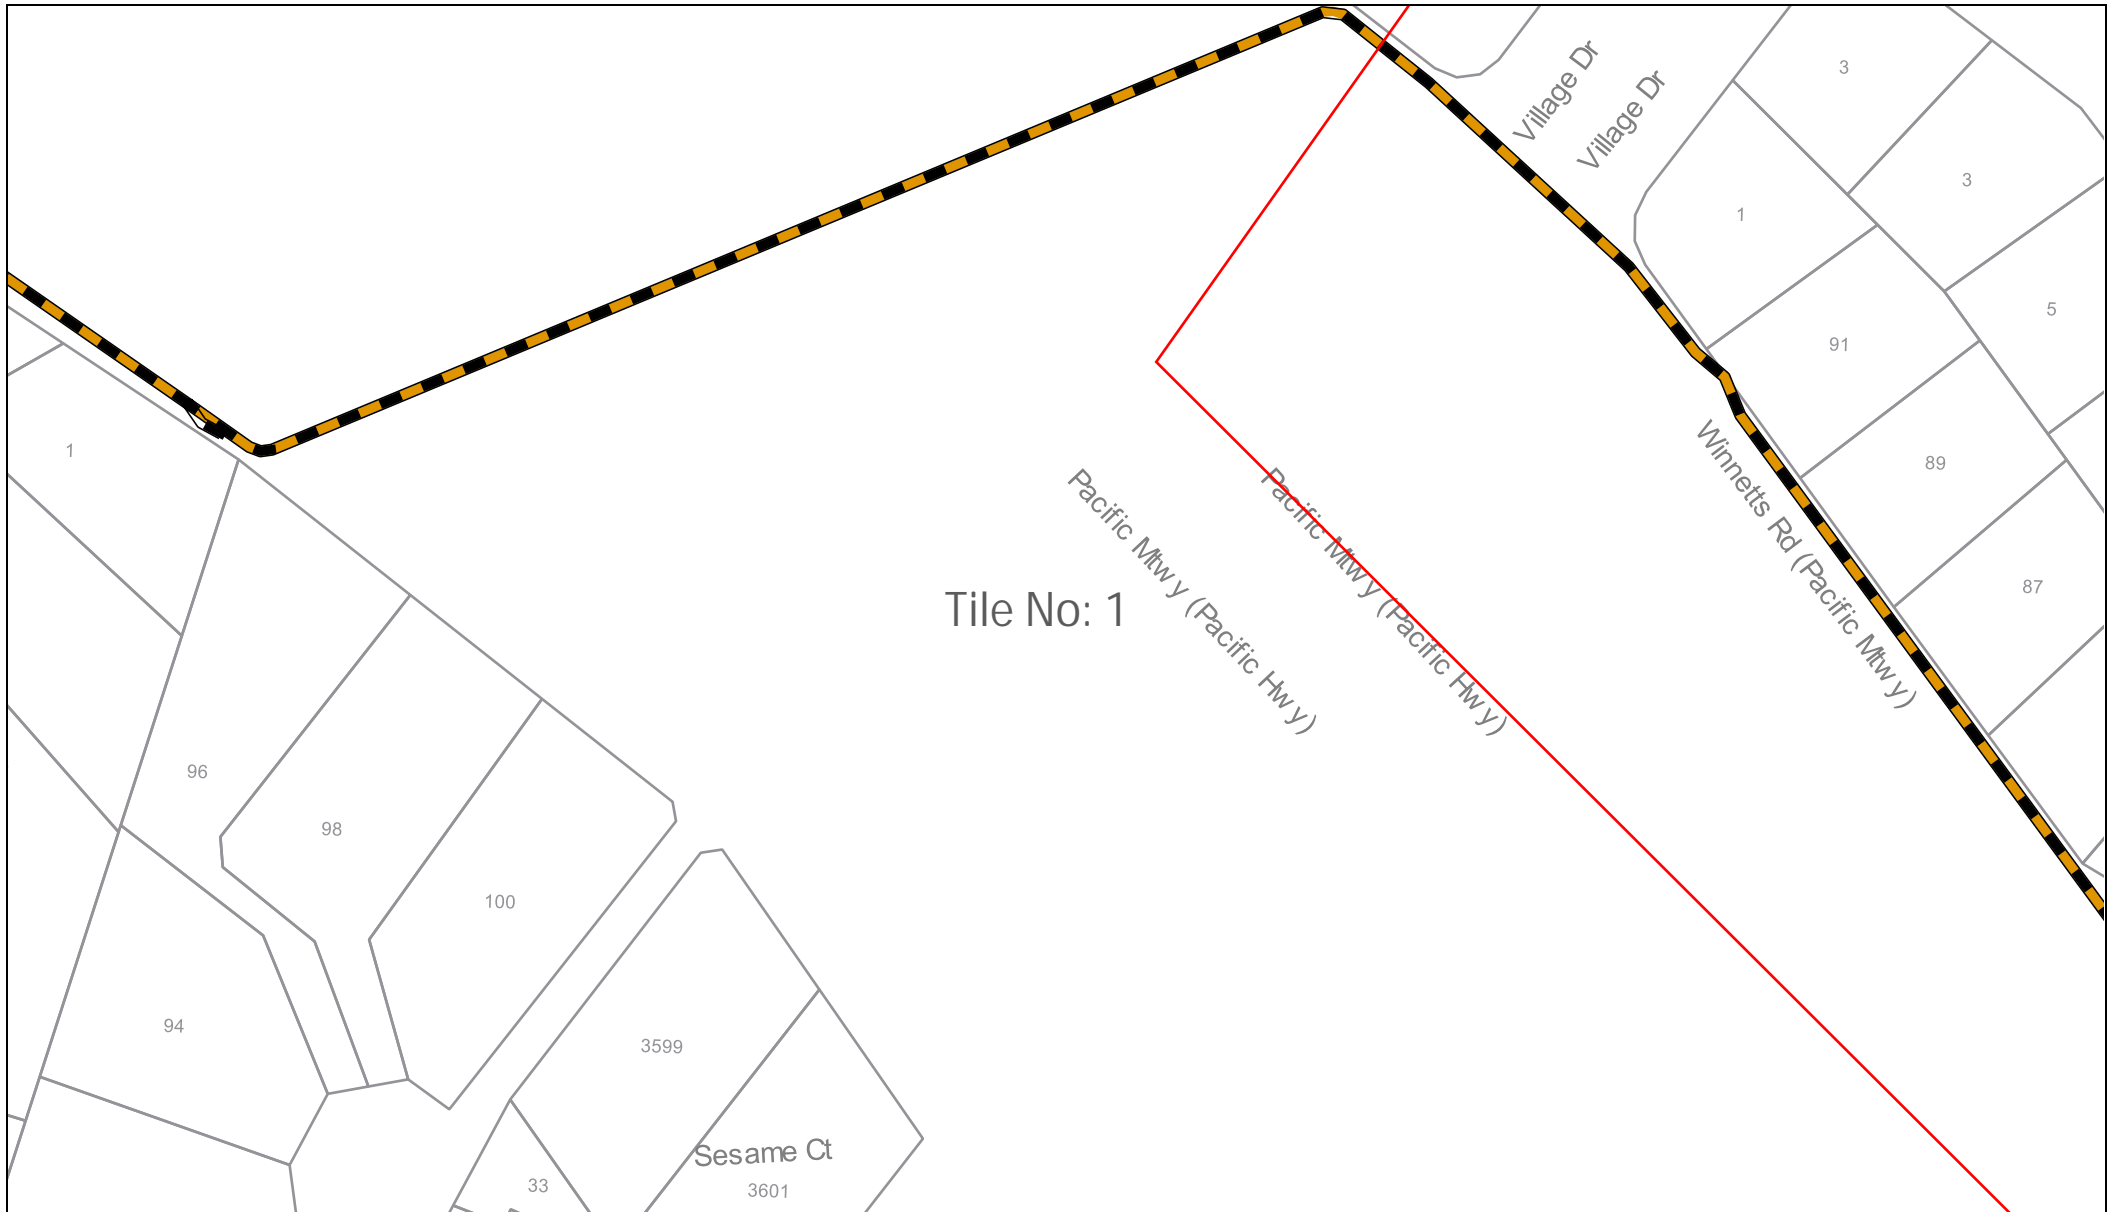 Village Dr
Village Dr
3
3
1
5
91
89
87
1
Winnetts Rd (Pacific Mtwy)
Pacific Mtwy (Pacific Hwy)
Pacific Mtwy (Pacific Hwy)
Tile No: 1
96
98
100
94
3599
Sesame Ct
33
3601